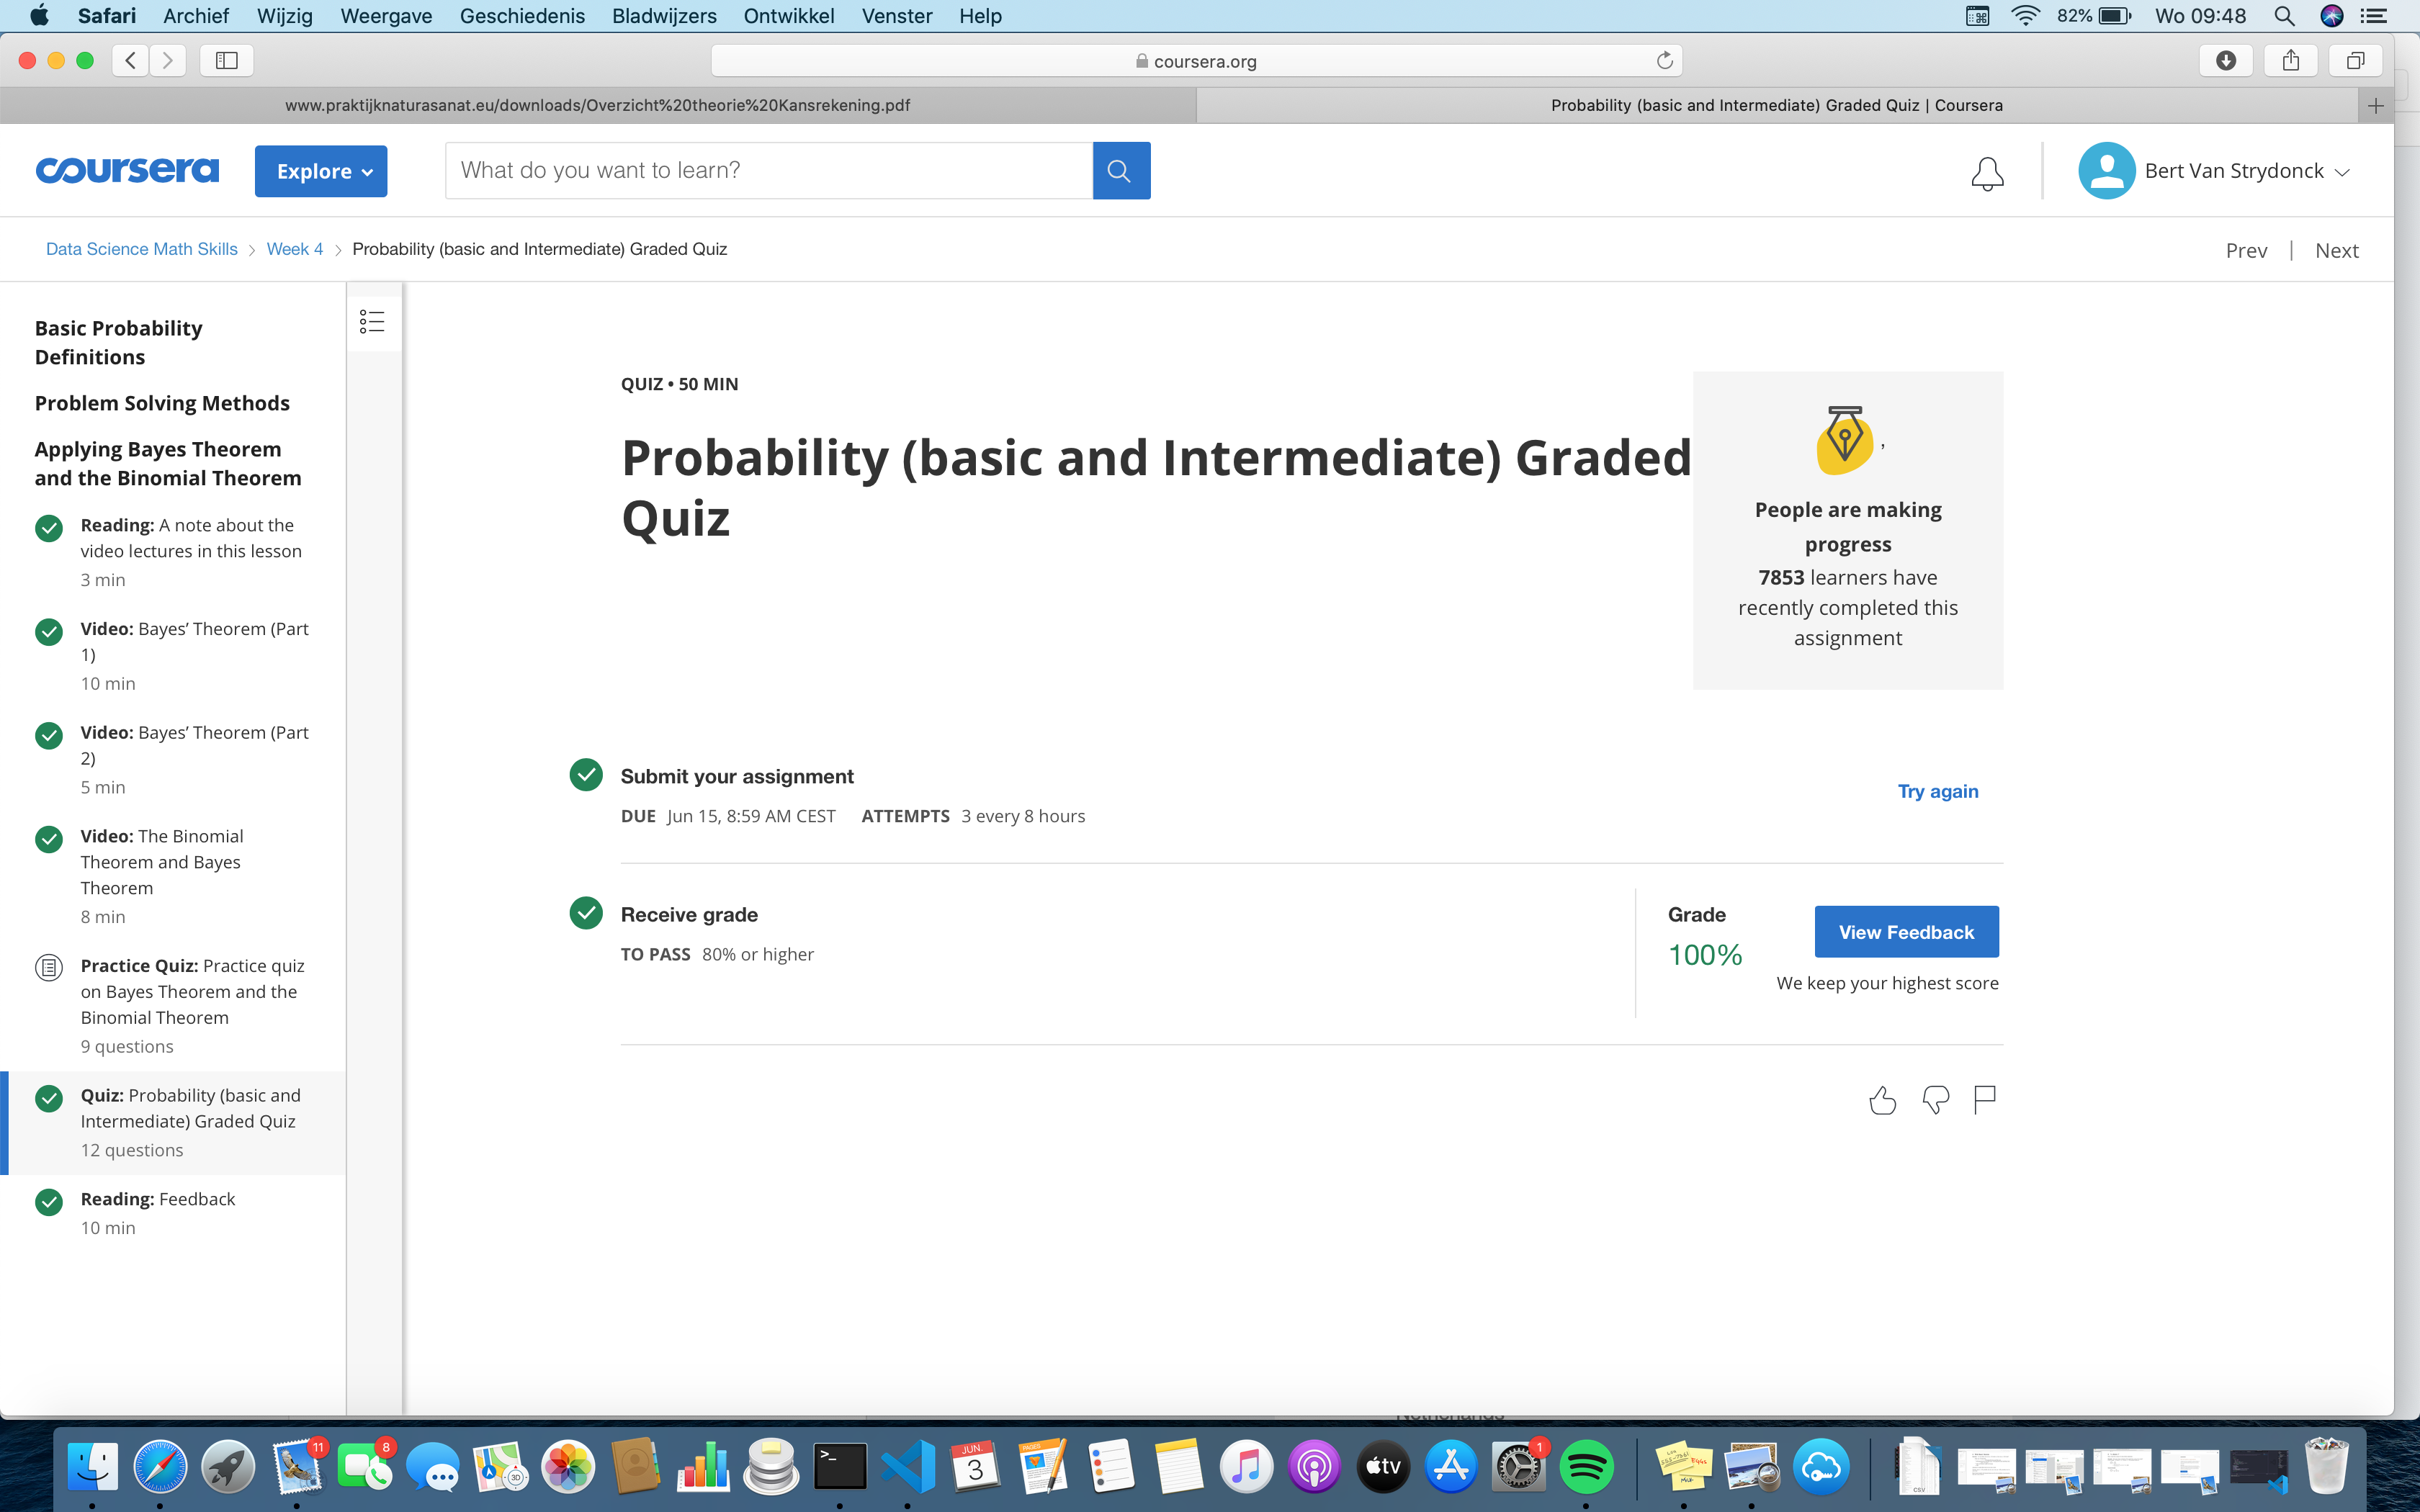 Safari Archief Wijzig Weergave Geschiedenis Bladwijzers Ontwikkel Venster Help 82% Wo 09:48
coursera.org
www.praktijknaturasanat.eu/downloads/Overzicht%20theorie%20Kansrekening.pdf
Probability (basic and Intermediate) Graded Quiz | Coursera
coursera Explore What do you want to learn? Bert Van Strydonck
Data Science Math Skills > Week 4 > Probability (basic and Intermediate) Graded Quiz
Prev | Next
Basic Probability
Definitions
Problem Solving Methods
Applying Bayes Theorem
and the Binomial Theorem
Reading: A note about the
video lectures in this lesson
3 min
Video: Bayes’ Theorem (Part
1)
10 min
Video: Bayes’ Theorem (Part
2)
5 min
Video: The Binomial
Theorem and Bayes
Theorem
8 min
Practice Quiz: Practice quiz
on Bayes Theorem and the
Binomial Theorem
9 questions
Quiz: Probability (basic and
Intermediate) Graded Quiz
12 questions
Reading: Feedback
10 min
QUIZ • 50 MIN
Probability (basic and Intermediate) Graded
Quiz
,
People are making
progress
7853 learners have
recently completed this
assignment
Submit your assignment
DUE Jun 15, 8:59 AM CEST ATTEMPTS 3 every 8 hours
Try again
Receive grade
TO PASS 80% or higher
Grade
100%
View Feedback
We keep your highest score
11
8
3D
>_
JUN.
3
PAGES
tv
1
CSV